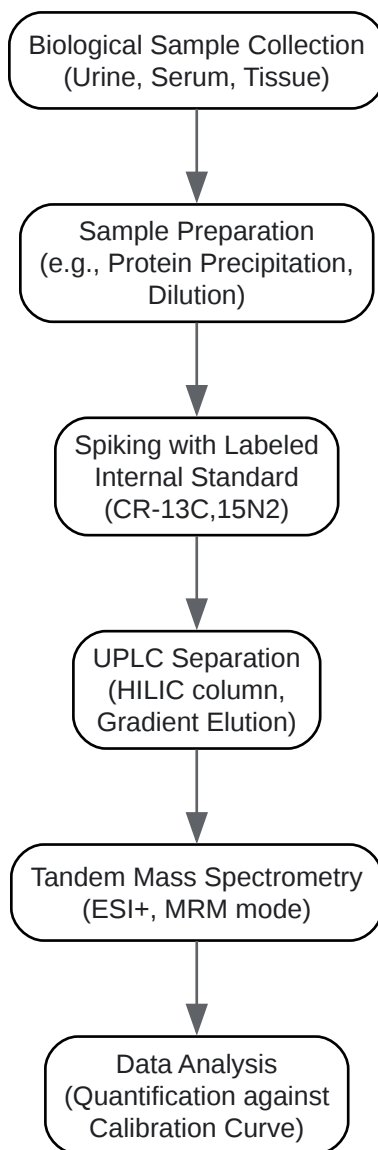 Biological Sample Collection
(Urine, Serum, Tissue)
Sample Preparation
(e.g., Protein Precipitation,
Dilution)
Spiking with Labeled
Internal Standard
(CR-13C,15N2)
UPLC Separation
(HILIC column,
Gradient Elution)
Tandem Mass Spectrometry
(ESI+, MRM mode)
Data Analysis
(Quantification against
Calibration Curve)